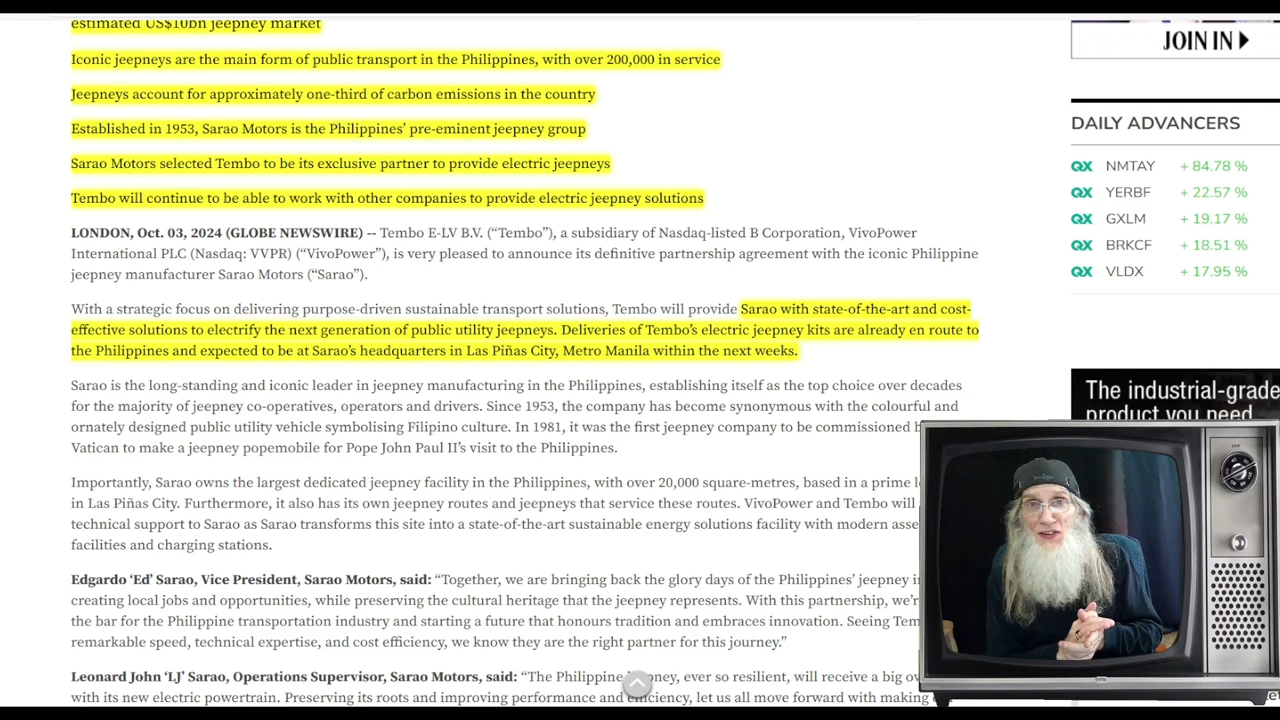 estimated US$10bn jeepney market
Iconic jeepneys are the main form of public transport in the Philippines, with over 200,000 in service
Jeepneys account for approximately one-third of carbon emissions in the country
Established in 1953, Sarao Motors is the Philippines’ pre-eminent jeepney group
Sarao Motors selected Tembo to be its exclusive partner to provide electric jeepneys
Tembo will continue to be able to work with other companies to provide electric jeepney solutions
LONDON, Oct. 03, 2024 (GLOBE NEWSWIRE) -- Tembo E-LV B.V. (“Tembo”), a subsidiary of Nasdaq-listed B Corporation, VivoPower
International PLC (Nasdaq: VVPR) (“VivoPower”), is very pleased to announce its definitive partnership agreement with the iconic Philippine
jeepney manufacturer Sarao Motors (“Sarao”).
With a strategic focus on delivering purpose-driven sustainable transport solutions, Tembo will provide Sarao with state-of-the-art and cost-
effective solutions to electrify the next generation of public utility jeepneys. Deliveries of Tembo’s electric jeepney kits are already en route to
the Philippines and expected to be at Sarao’s headquarters in Las Piñas City, Metro Manila within the next weeks.
Sarao is the long-standing and iconic leader in jeepney manufacturing in the Philippines, establishing itself as the top choice over decades
for the majority of jeepney co-operatives, operators and drivers. Since 1953, the company has become synonymous with the colourful and
ornately designed public utility vehicle symbolising Filipino culture. In 1981, it was the first jeepney company to be commissioned
Vatican to make a jeepney popemobile for Pope John Paul II’s visit to the Philippines.
Importantly, Sarao owns the largest dedicated jeepney facility in the Philippines, with over 20,000 square-metres, based in a prime
in Las Piñas City. Furthermore, it also has its own jeepney routes and jeepneys that service these routes. VivoPower and Tembo will
technical support to Sarao as Sarao transforms this site into a state-of-the-art sustainable energy solutions facility with modern
facilities and charging stations.
Edgardo ‘Ed’ Sarao, Vice President, Sarao Motors, said: “Together, we are bringing back the glory days of the Philippines’ jeepney
creating local jobs and opportunities, while preserving the cultural heritage that the jeepney represents. With this partnership,
the bar for the Philippine transportation industry and starting a future that honours tradition and embraces innovation. Seeing
remarkable speed, technical expertise, and cost efficiency, we know they are the right partner for this journey.”
Leonard John ‘LJ’ Sarao, Operations Supervisor, Sarao Motors, said: “The Philippine jeepney, ever so resilient, will receive a big
with its new electric powertrain. Preserving its roots and improving performance and efficiency, let us all move forward with making
JOIN IN
DAILY ADVANCERS
QX NMTAY + 84.78 %
QX YERBF + 22.57 %
QX GXLM + 19.17 %
QX BRKCF + 18.51 %
QX VLDX + 17.95 %
The industrial-grade
product you need